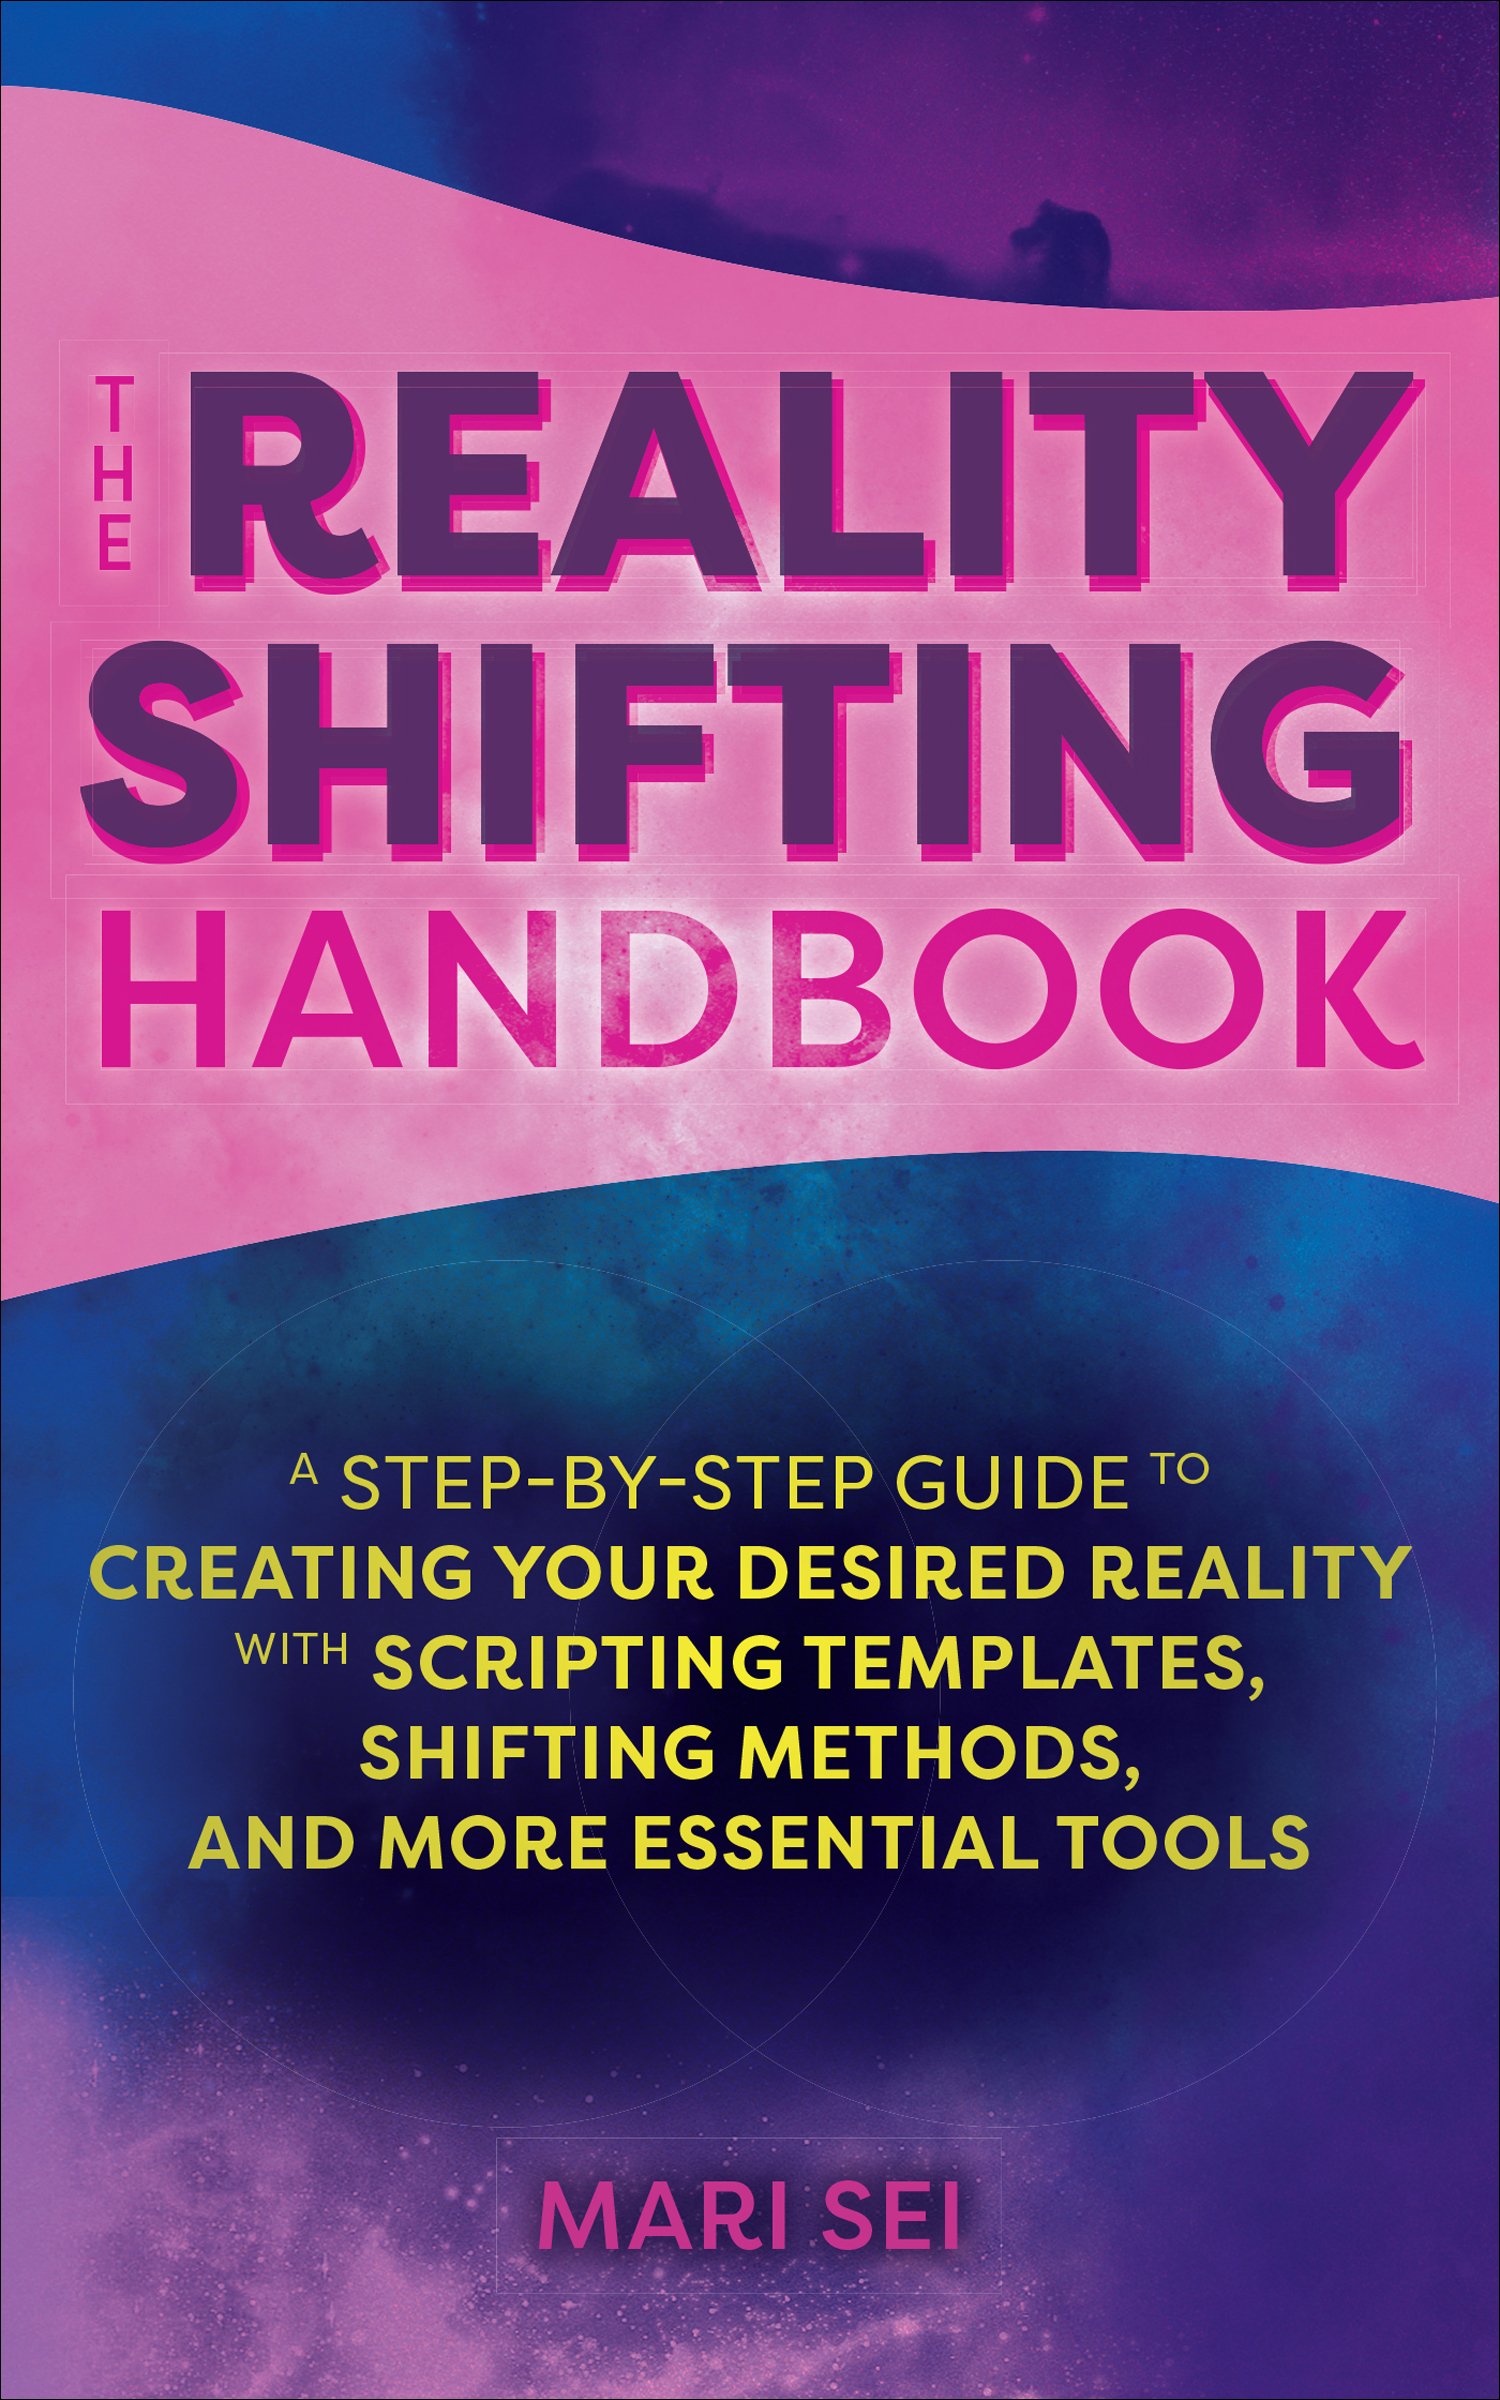 THE REALITY
SHIFTING
HANDBOOK
A STEP-BY-STEP GUIDE TO
CREATING YOUR DESIRED REALITY
WITH SCRIPTING TEMPLATES,
SHIFTING METHODS,
AND MORE ESSENTIAL TOOLS
MARI SEI